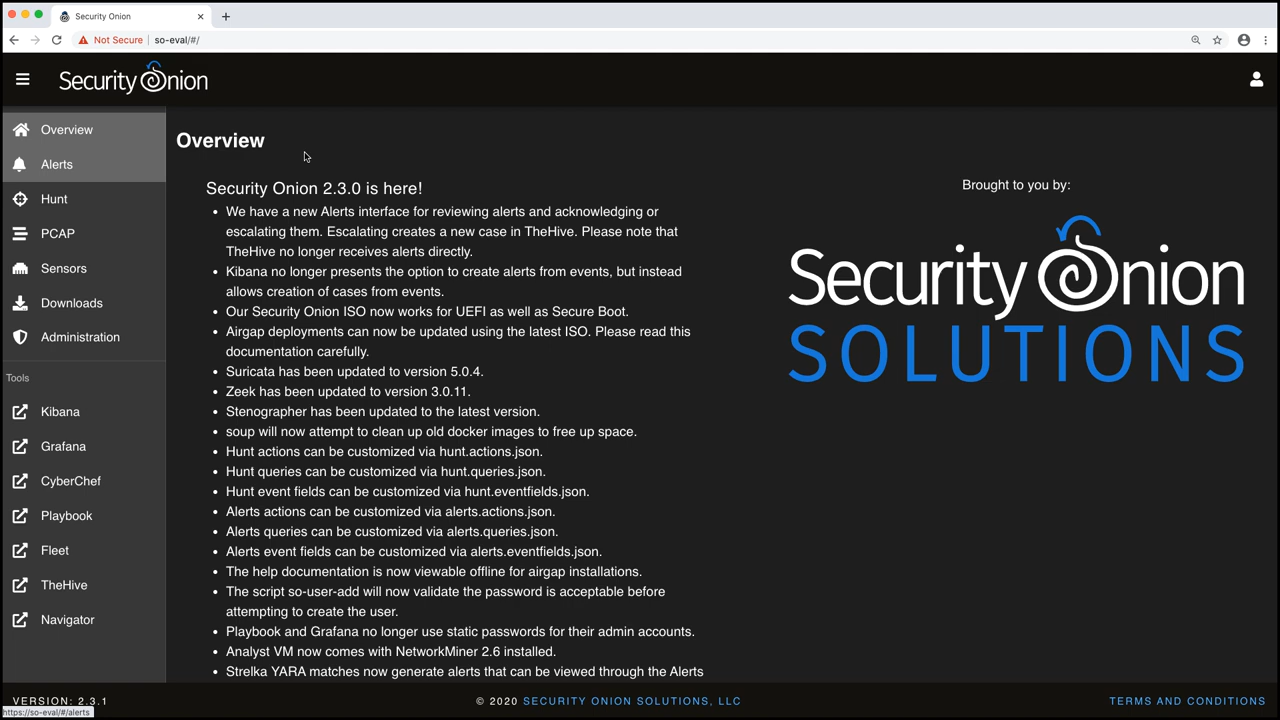 Security Onion
Not Secure
so-eval/#/
Security Onion
Overview
Alerts
Hunt
PCAP
Sensors
Downloads
Administration
Tools
Kibana
Grafana
CyberChef
Playbook
Fleet
TheHive
Navigator
Overview
Security Onion 2.3.0 is here!
• We have a new Alerts interface for reviewing alerts and acknowledging or
escalating them. Escalating creates a new case in TheHive. Please note that
TheHive no longer receives alerts directly.
• Kibana no longer presents the option to create alerts from events, but instead
allows creation of cases from events.
• Our Security Onion ISO now works for UEFI as well as Secure Boot.
• Airgap deployments can now be updated using the latest ISO. Please read this
documentation carefully.
• Suricata has been updated to version 5.0.4.
• Zeek has been updated to version 3.0.11.
• Stenographer has been updated to the latest version.
• soup will now attempt to clean up old docker images to free up space.
• Hunt actions can be customized via hunt.actions.json.
• Hunt queries can be customized via hunt.queries.json.
• Hunt event fields can be customized via hunt.eventfields.json.
• Alerts actions can be customized via alerts.actions.json.
• Alerts queries can be customized via alerts.queries.json.
• Alerts event fields can be customized via alerts.eventfields.json.
• The help documentation is now viewable offline for airgap installations.
• The script so-user-add will now validate the password is acceptable before
attempting to create the user.
• Playbook and Grafana no longer use static passwords for their admin accounts.
• Analyst VM now comes with NetworkMiner 2.6 installed.
• Strelka YARA matches now generate alerts that can be viewed through the Alerts
Brought to you by:
Security Onion
SOLUTIONS
VERSION: 2.3.1
© 2020 SECURITY ONION SOLUTIONS, LLC
TERMS AND CONDITIONS
https://so-eval/#/alerts